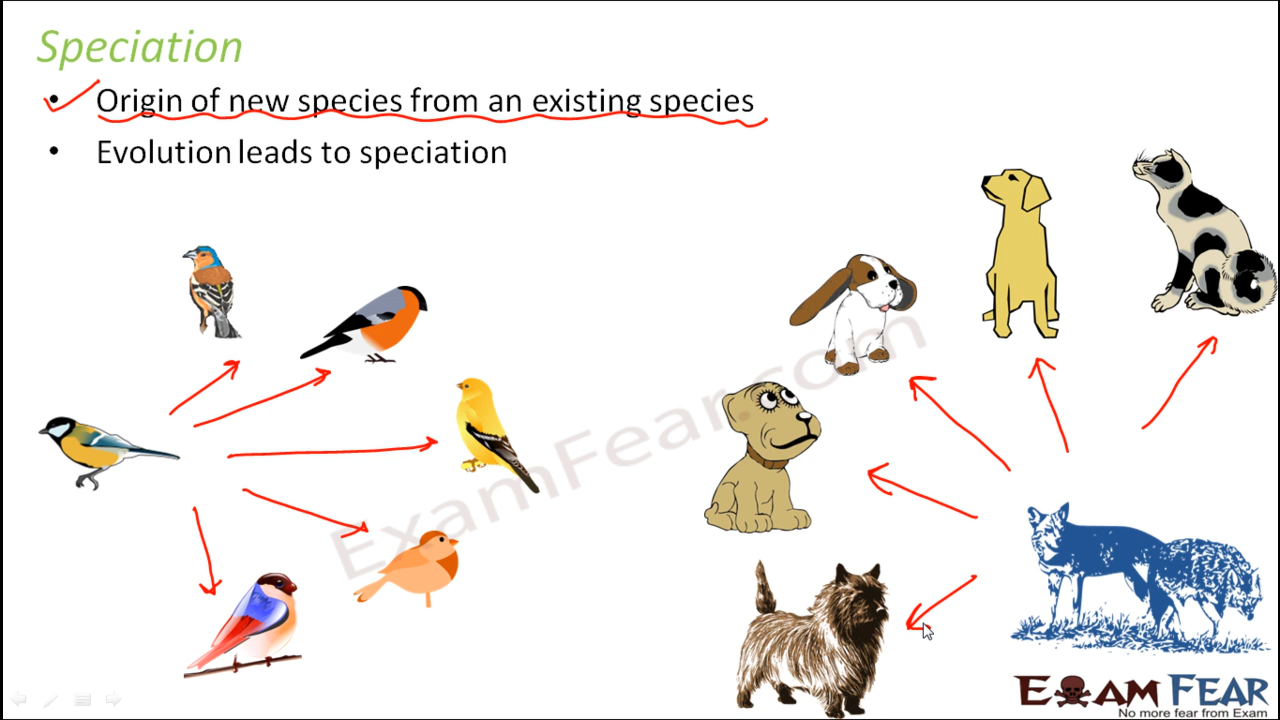 Speciation
• Origin of new species from an existing species
• Evolution leads to speciation
ExamFear.com
EXAM FEAR
No more fear from Exam